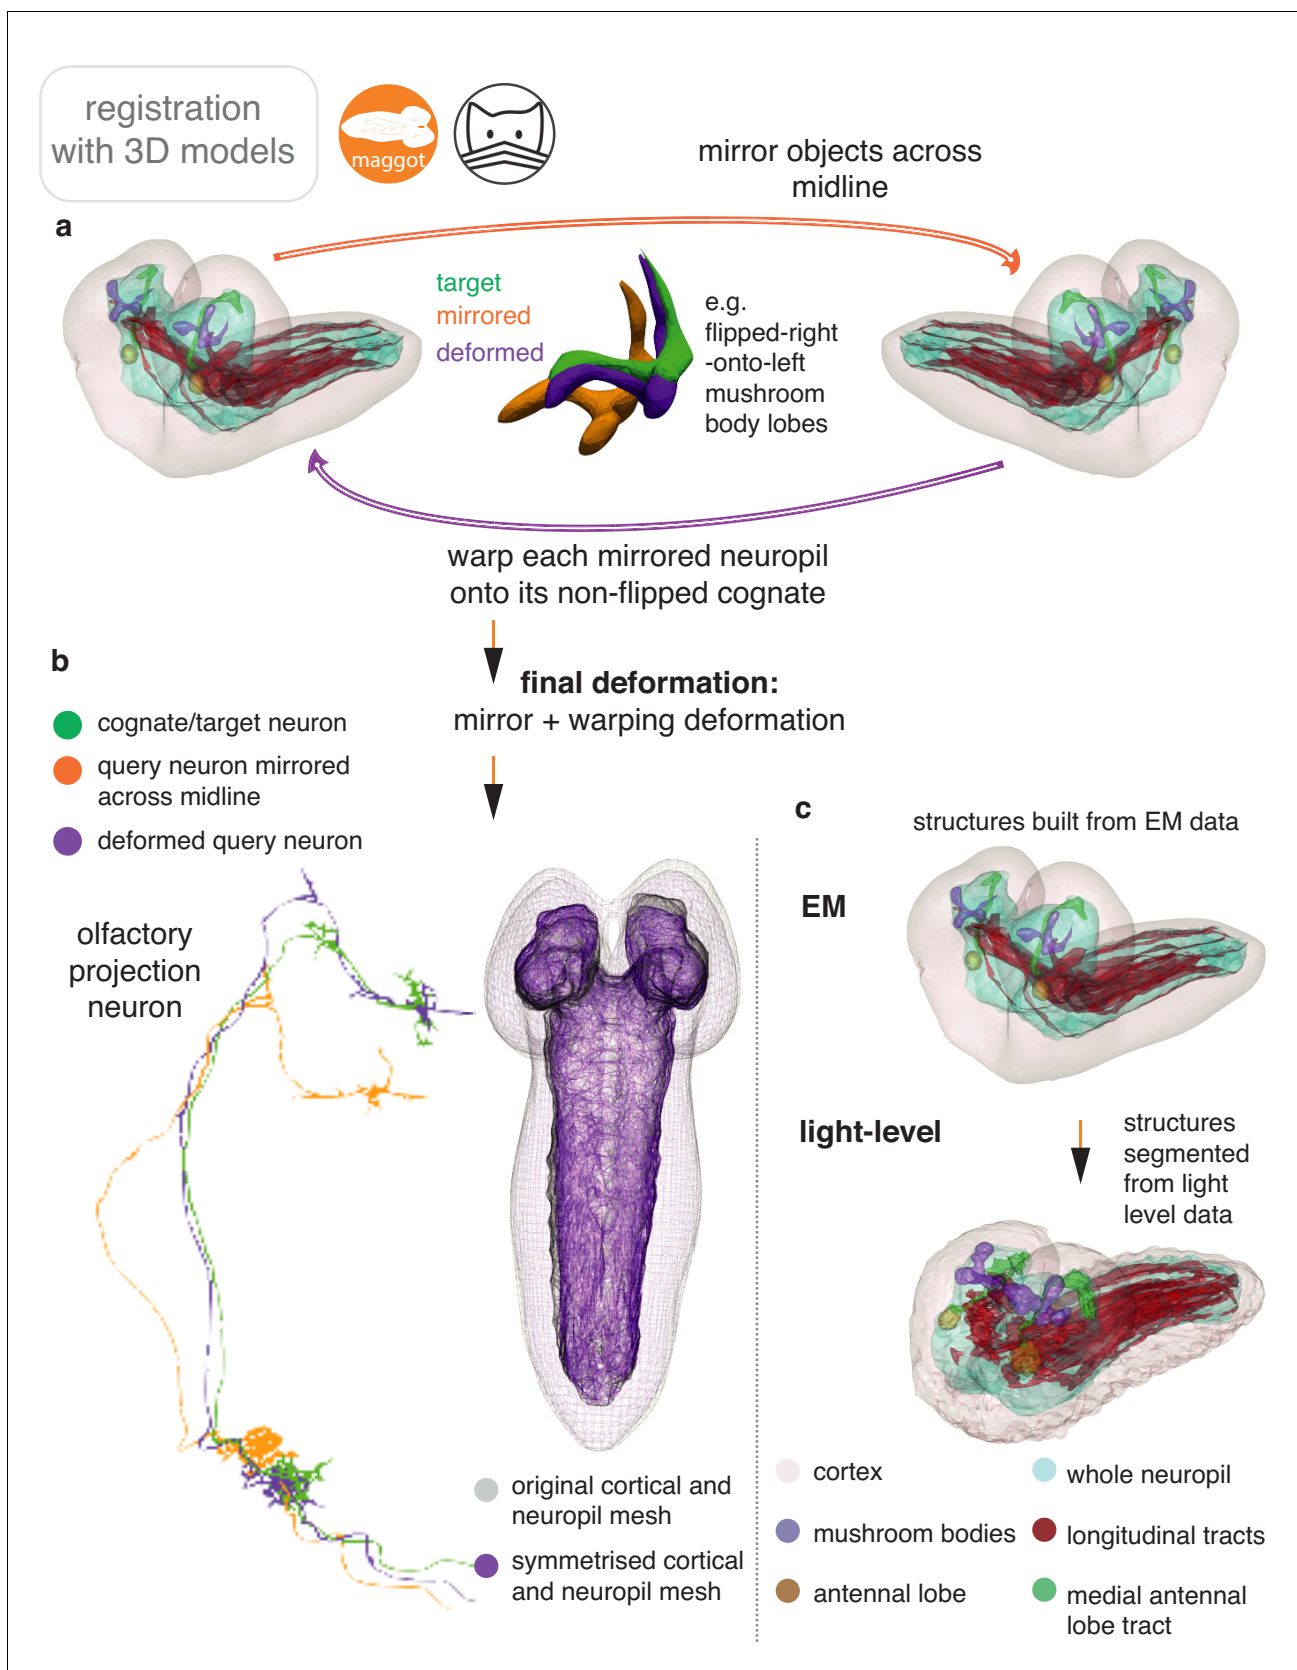 registration
with 3D models
maggot
mirror objects across
midline
a
target
mirrored
deformed
e.g.
flipped-right
-onto-left
mushroom
body lobes
warp each mirrored neuropil
onto its non-flipped cognate
final deformation:
mirror + warping deformation
b
cognate/target neuron
query neuron mirrored
across midline
deformed query neuron
olfactory
projection
neuron
original cortical and
neuropil mesh
symmetrised cortical
and neuropil mesh
c
structures built from EM data
EM
light-level
structures
segmented
from light
level data
cortex
whole neuropil
mushroom bodies
longitudinal tracts
antennal lobe
medial antennal
lobe tract